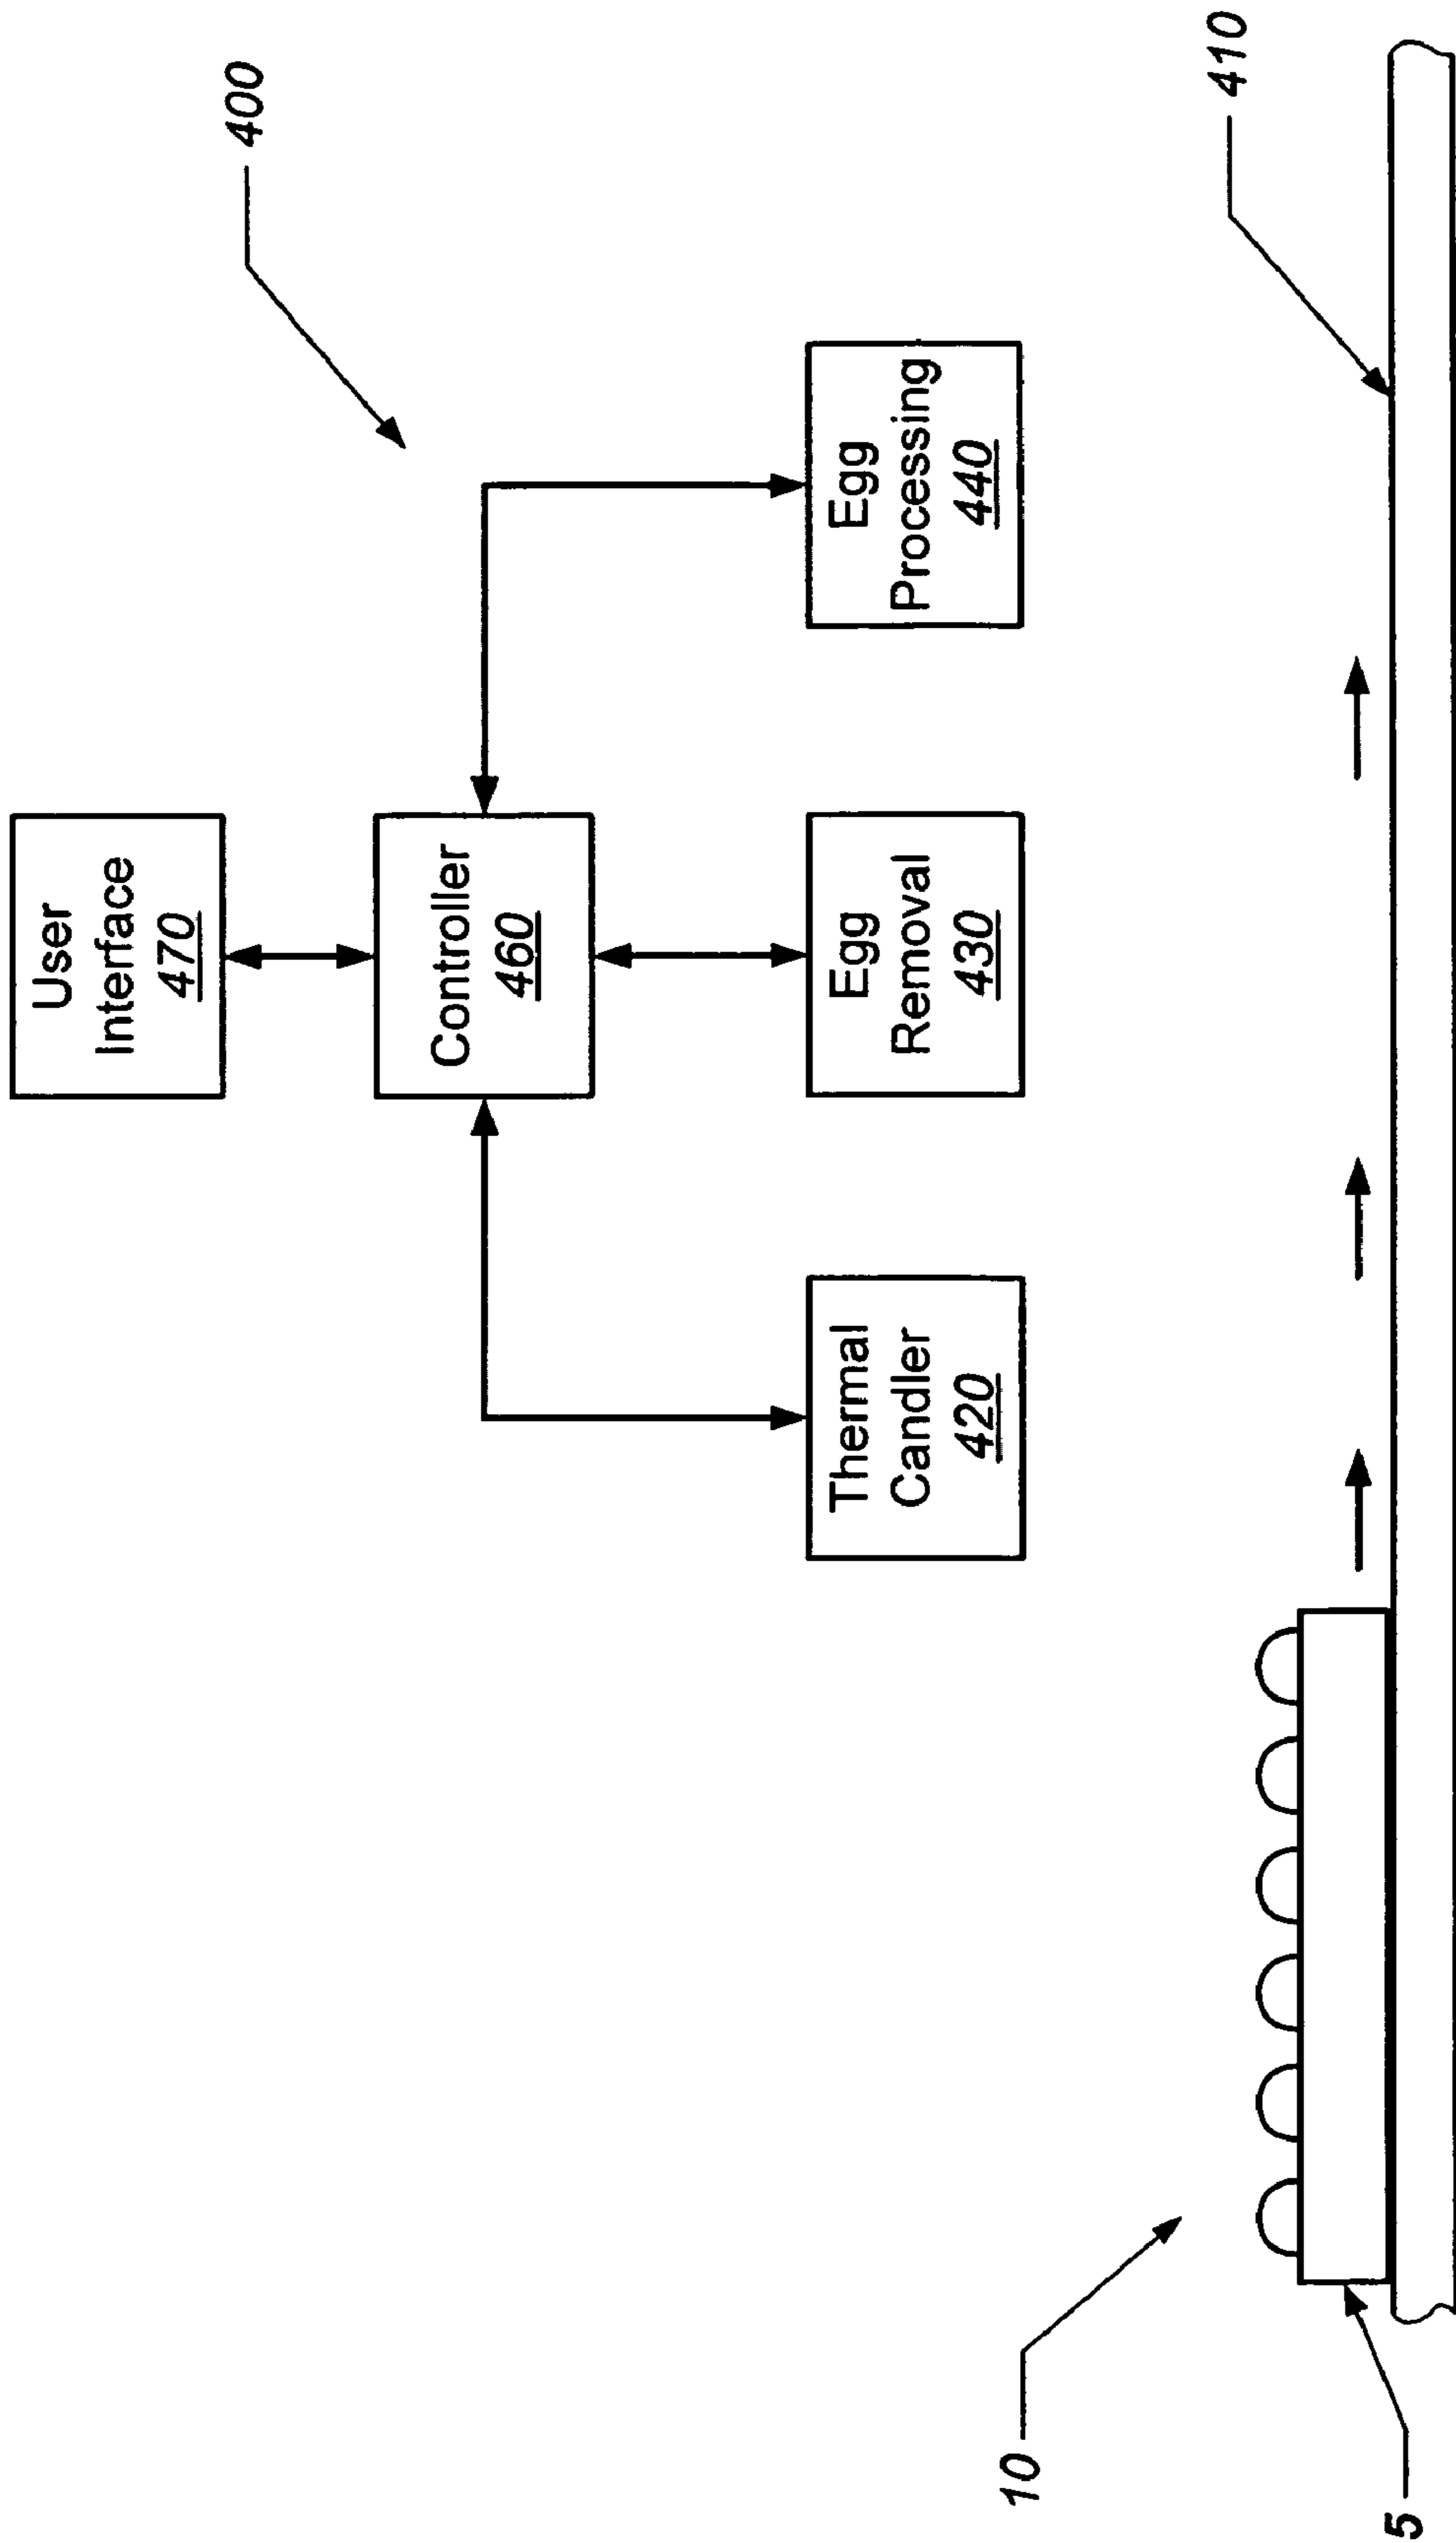 400
User
Interface
470
Controller
460
Thermal
Candler
420
Egg
Removal
430
Egg
Processing
440
10
5
410